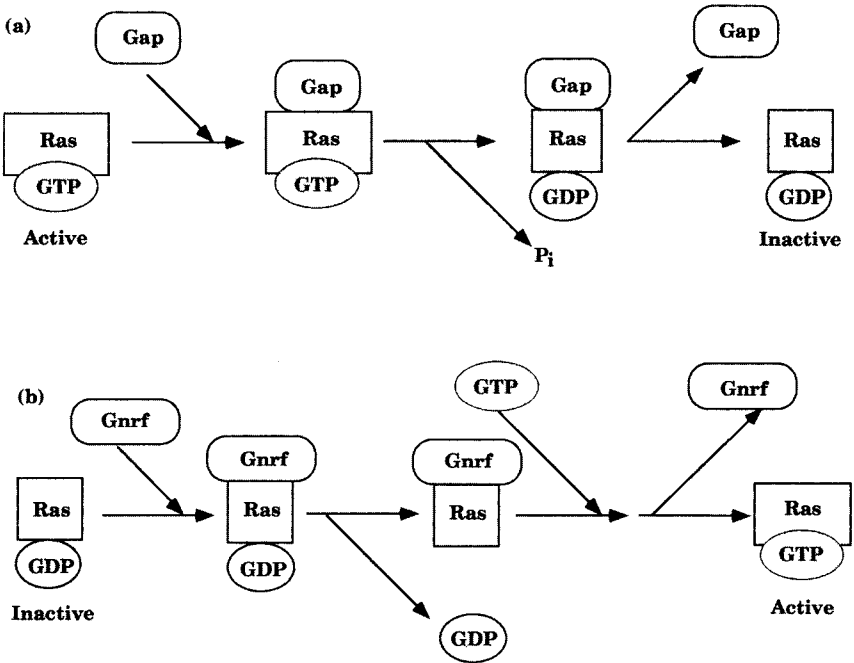 (a)
Gap
Gap
Gap
Gap
Ras
Ras
Ras
Ras
GTP
GTP
GDP
GDP
Active
Inactive
Pi
(b)
GTP
Gnrf
Gnrf
Gnrf
Gnrf
Ras
Ras
Ras
Ras
GDP
GDP
GTP
Inactive
Active
GDP